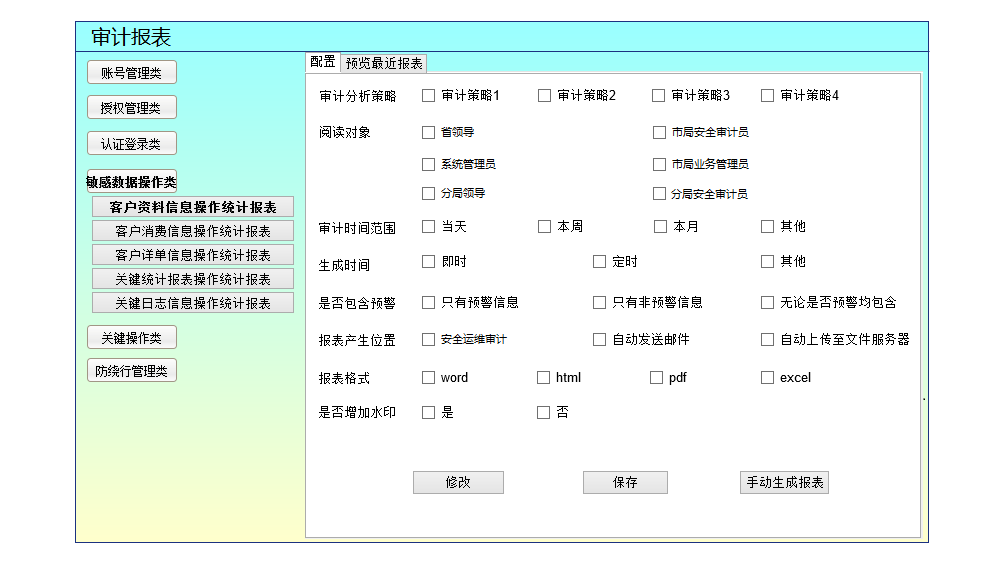 审计报表
账号管理类
授权管理类
认证登录类
敏感数据操作类
客户资料信息操作统计报表
客户消费信息操作统计报表
客户详单信息操作统计报表
关键统计报表操作统计报表
关键日志信息操作统计报表
关键操作类
防绕行管理类
配置 预览最近报表
审计分析策略 审计策略1 审计策略2 审计策略3 审计策略4
阅读对象 省领导 市局安全审计员
系统管理员 市局业务管理员
分局领导 分局安全审计员
审计时间范围 当天 本周 本月 其他
生成时间 即时 定时 其他
是否包含预警 只有预警信息 只有非预警信息 无论是否预警均包含
报表产生位置 安全运维审计 自动发送邮件 自动上传至文件服务器
报表格式 word html pdf excel
是否增加水印 是 否
修改 保存 手动生成报表